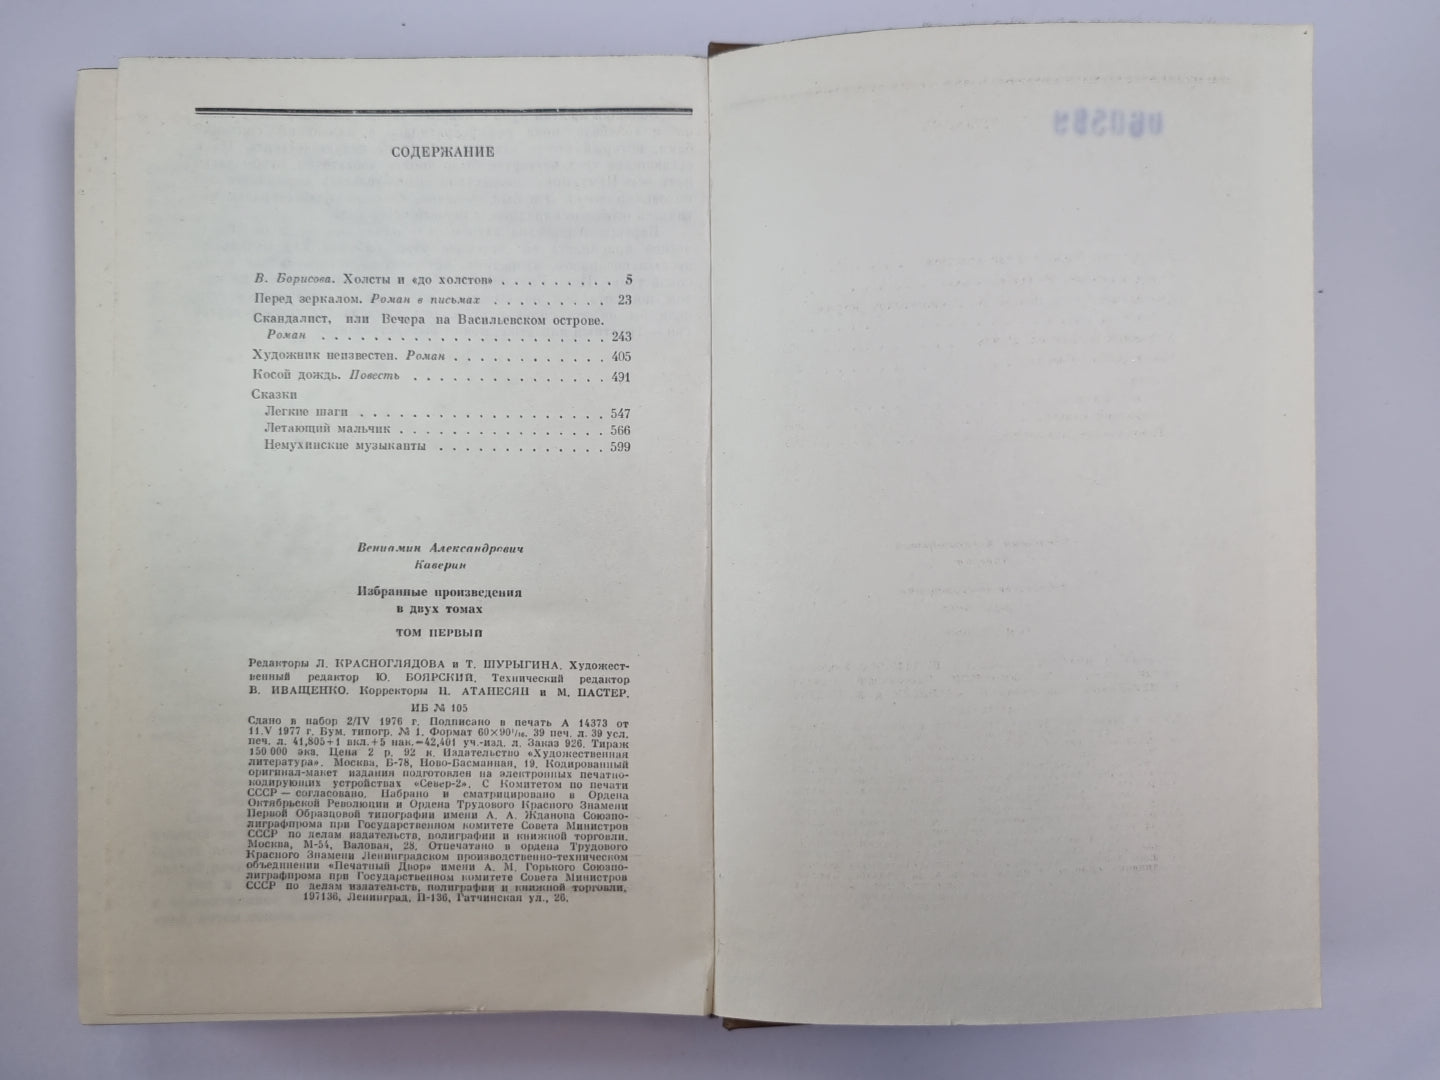 СОДЕРЖАНИЕ
В. Борисова. Холсты и «до холстов» . . . . . . . . . 5
Перед зеркалом. Роман в письмах . . . . . . . . . 23
Скандалист, или Вечера на Васильевском острове.
Роман . . . . . . . . . . . . . . . . . . . . . . 243
Художник неизвестен. Роман . . . . . . . . . . . . 405
Косой дождь. Повесть . . . . . . . . . . . . . . . 491
Сказки
Легкие шаги . . . . . . . . . . . . . . . . . . . 547
Летающий мальчик . . . . . . . . . . . . . . . . 566
Немухинские музыканты . . . . . . . . . . . . . 599
Вениамин Александрович
Каверин
Избранные произведения
в двух томах
ТОМ ПЕРВЫЙ
Редакторы Л. КРАСНОГЛЯДОВА и Т. ШУРЫГИНА. Художест-
венный редактор Ю. БОЯРСКИЙ. Технический редактор
В. ИВАЩЕНКО. Корректоры Н. АТАНЕСЯН и М. ПАСТЕР.
ИБ № 105
Сдано в набор 2/IV 1976 г. Подписано в печать А 14373 от
11.V 1977 г. Бум. типогр. № 1. Формат 60×90¹/₁₆. 39 печ. л. 39 усл.
печ. л. 41,805+1 вкл.+5 нак.=42,401 уч.-изд. л. Заказ 926. Тираж
150 000 экз. Цена 2 р. 92 к. Издательство «Художественная
литература». Москва, Б-78, Ново-Басманная, 19. Кодированный
оригинал-макет издания подготовлен на электронных печатно-
кодирующих устройствах «Север-2». С Комитетом по печати
СССР — согласовано. Набрано и сматрицировано в Ордена
Октябрьской Революции и Ордена Трудового Красного Знамени
Первой Образцовой типографии имени А. А. Жданова Союзпо-
лиграфпрома при Государственном комитете Совета Министров
СССР по делам издательств, полиграфии и книжной торговли.
Москва, М-54, Валовая, 28. Отпечатано в ордена Трудового
Красного Знамени Ленинградском производственно-техническом
объединении «Печатный Двор» имени А. М. Горького Союзпо-
лиграфпрома при Государственном комитете Совета Министров
СССР по делам издательств, полиграфии и книжной торговли.
197136, Ленинград, П-136, Гатчинская ул., 26.